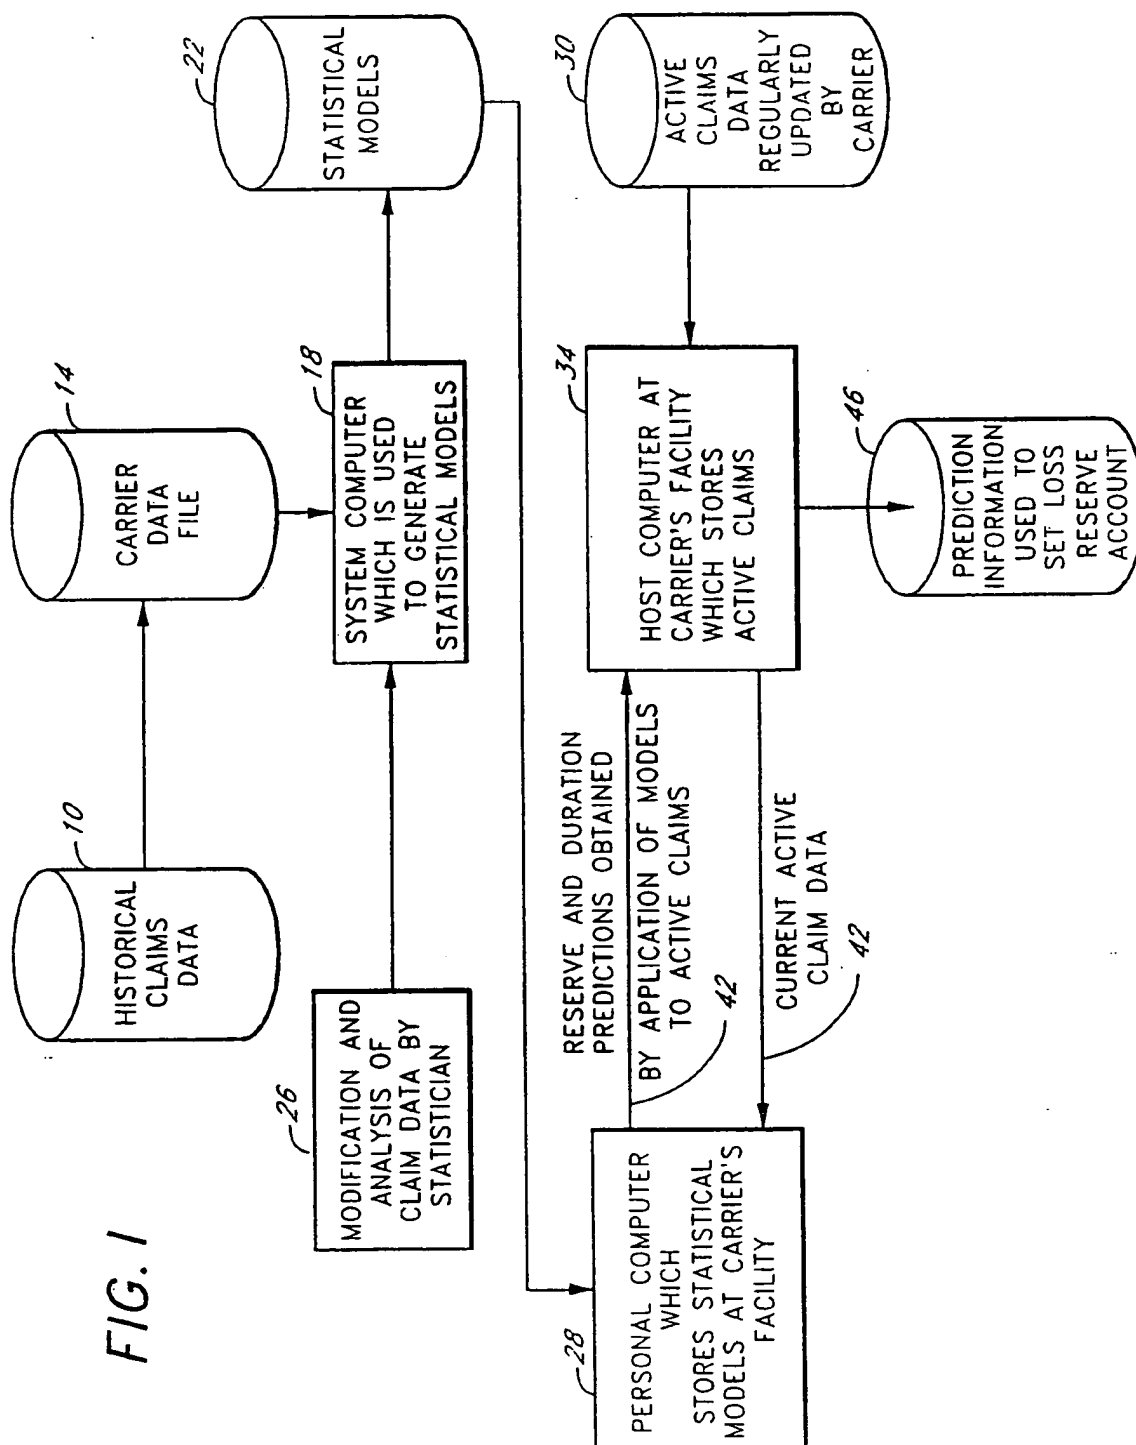 FIG. 1
10
HISTORICAL
CLAIMS
DATA
14
CARRIER
DATA
FILE
22
STATISTICAL
MODELS
26
MODIFICATION AND
ANALYSIS OF
CLAIM DATA BY
STATISTICIAN
18
SYSTEM COMPUTER
WHICH IS USED
TO GENERATE
STATISTICAL MODELS
28
PERSONAL COMPUTER
WHICH
STORES STATISTICAL
MODELS AT CARRIER'S
FACILITY
RESERVE AND DURATION
PREDICTIONS OBTAINED
BY APPLICATION OF MODELS
TO ACTIVE CLAIMS
42
CURRENT ACTIVE
CLAIM DATA
42
34
HOST COMPUTER AT
CARRIER'S FACILITY
WHICH STORES
ACTIVE CLAIMS
30
ACTIVE
CLAIMS
DATA
REGULARLY
UPDATED
BY
CARRIER
46
PREDICTION
INFORMATION
USED TO
SET LOSS
RESERVE
ACCOUNT